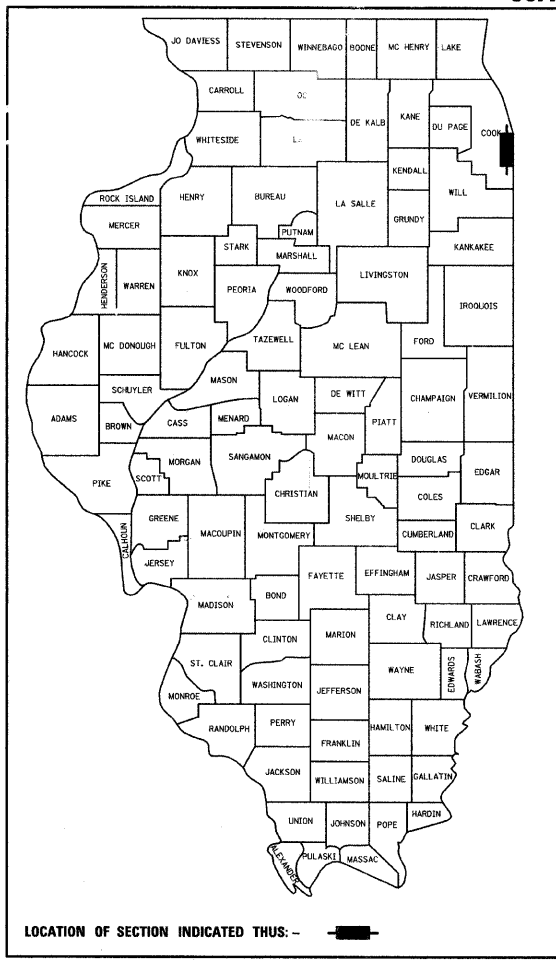 JO DAVIESS STEVENSON WINNEBAGO BOONE MC HENRY LAKE
CARROLL
DE KALB KANE DU PAGE COOK
WHITESIDE
KENDALL WILL
ROCK ISLAND HENRY BUREAU LA SALLE GRUNDY
MERCER PUTNAM KANKAKEE
STARK MARSHALL
HENDERSON WARREN KNOX PEORIA WOODFORD LIVINGSTON IROQUOIS
TAZEWELL MC LEAN FORD
HANCOCK MC DONOUGH FULTON
MASON
SCHUYLER LOGAN DE WITT CHAMPAIGN VERMILION
ADAMS BROWN CASS MENARD PIATT
MACON
MORGAN SANGAMON DOUGLAS
PIKE SCOTT CHRISTIAN MOULTRIE COLES EDGAR
GREENE MACOUPIN MONTGOMERY SHELBY CLARK
CALHOUN CUMBERLAND
JERSEY FAYETTE EFFINGHAM JASPER CRAWFORD
MADISON BOND
CLAY RICHLAND LAWRENCE
CLINTON MARION
ST. CLAIR WAYNE EDWARDS WABASH
WASHINGTON JEFFERSON
MONROE
RANDOLPH PERRY HAMILTON WHITE
FRANKLIN
JACKSON WILLIAMSON SALINE GALLATIN
UNION JOHNSON POPE HARDIN
ALEXANDER PULASKI MASSAC
LOCATION OF SECTION INDICATED THUS: -